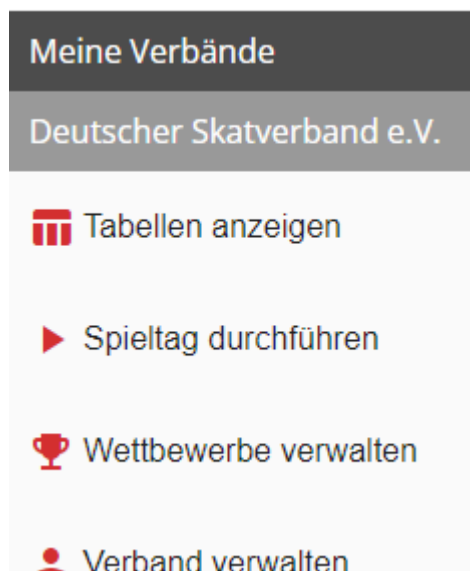 Meine Verbände
Deutscher Skatverband e.V.
Tabellen anzeigen
Spieltag durchführen
Wettbewerbe verwalten
Verband verwalten